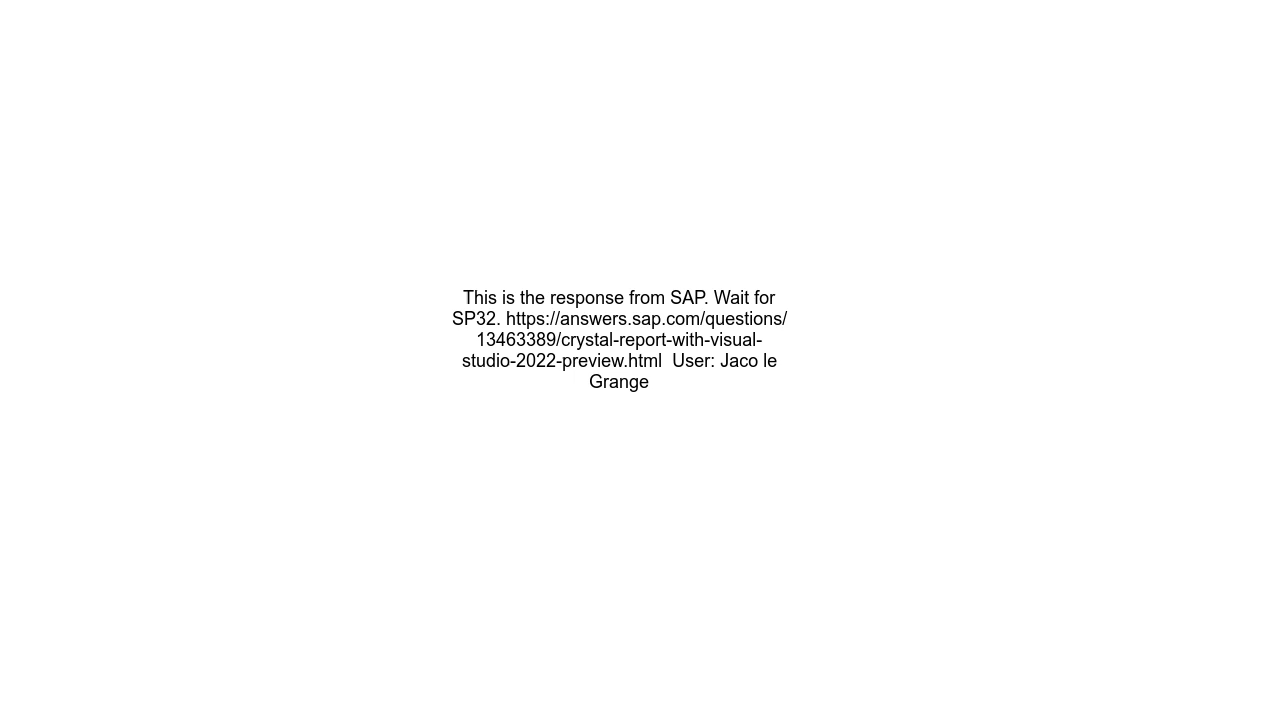 This is the response from SAP. Wait for
SP32. https://answers.sap.com/questions/
13463389/crystal-report-with-visual-
studio-2022-preview.html  User: Jaco le
Grange